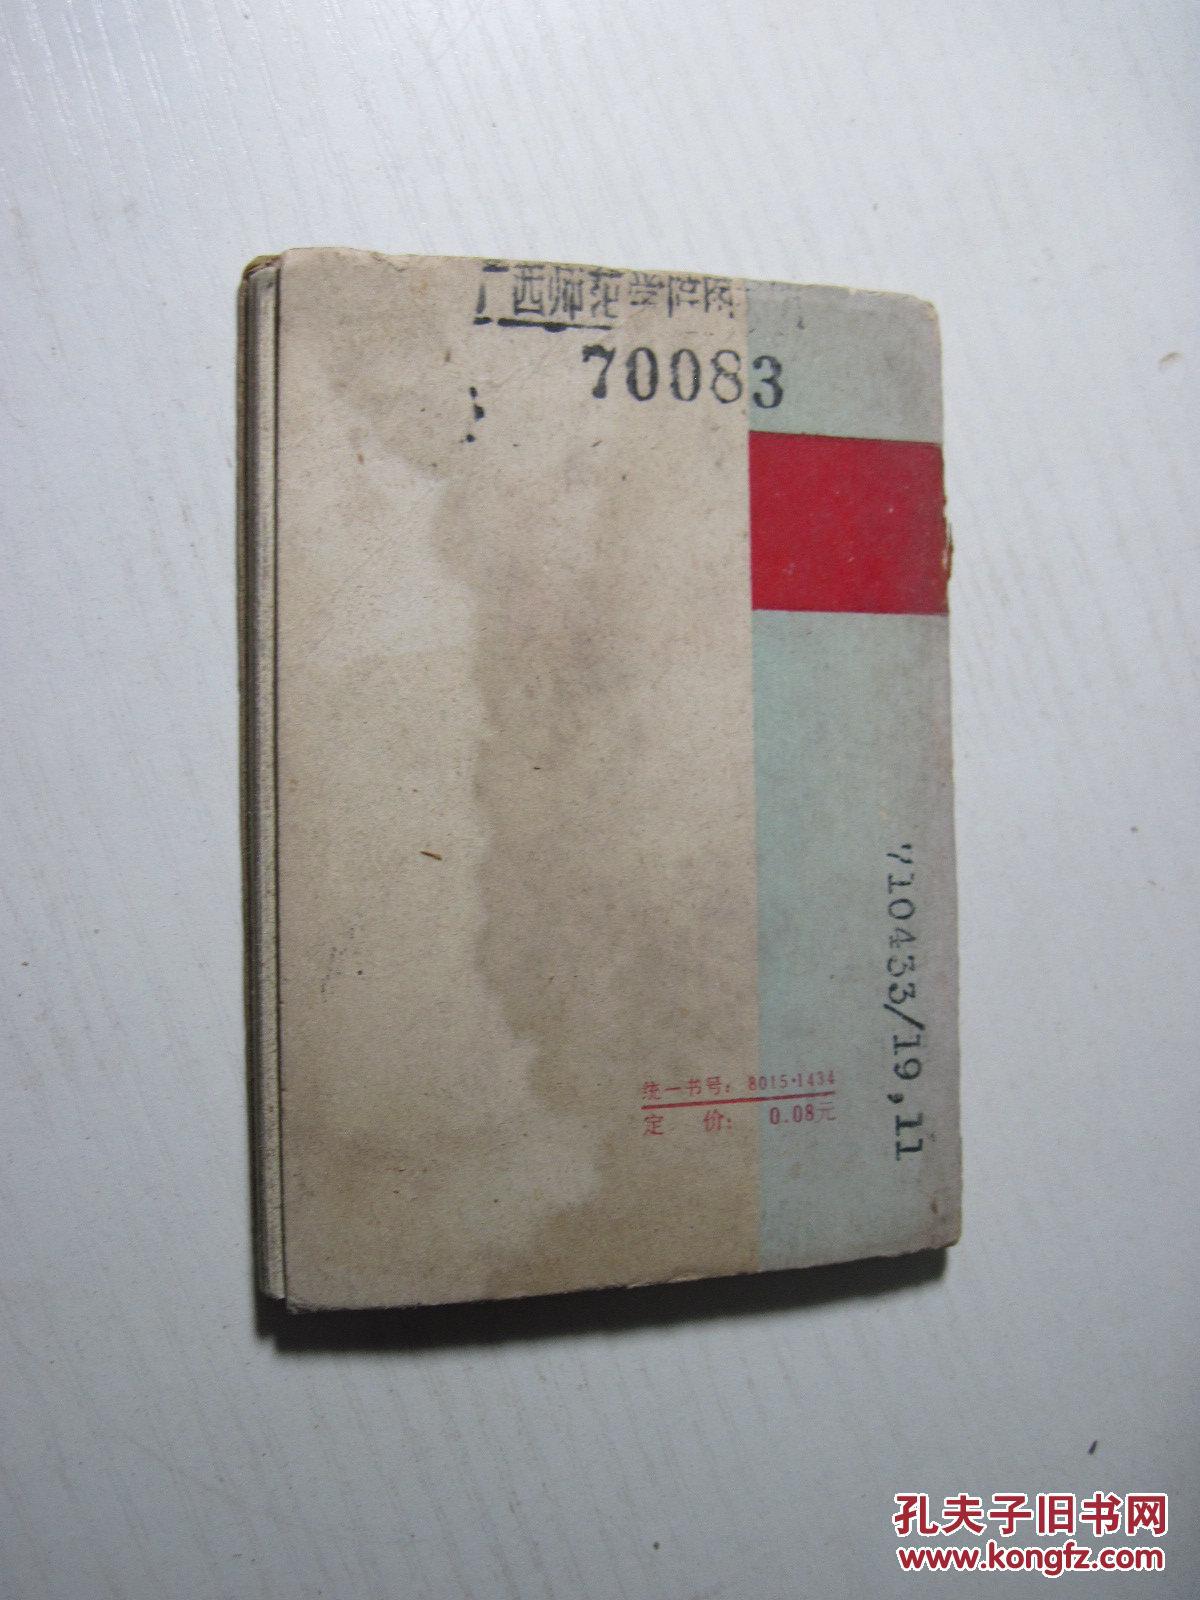 广西师范学院图
70083
710433/19,11
统一书号：8015·1434
定 价： 0.08元
孔夫子旧书网
www.kongfz.com